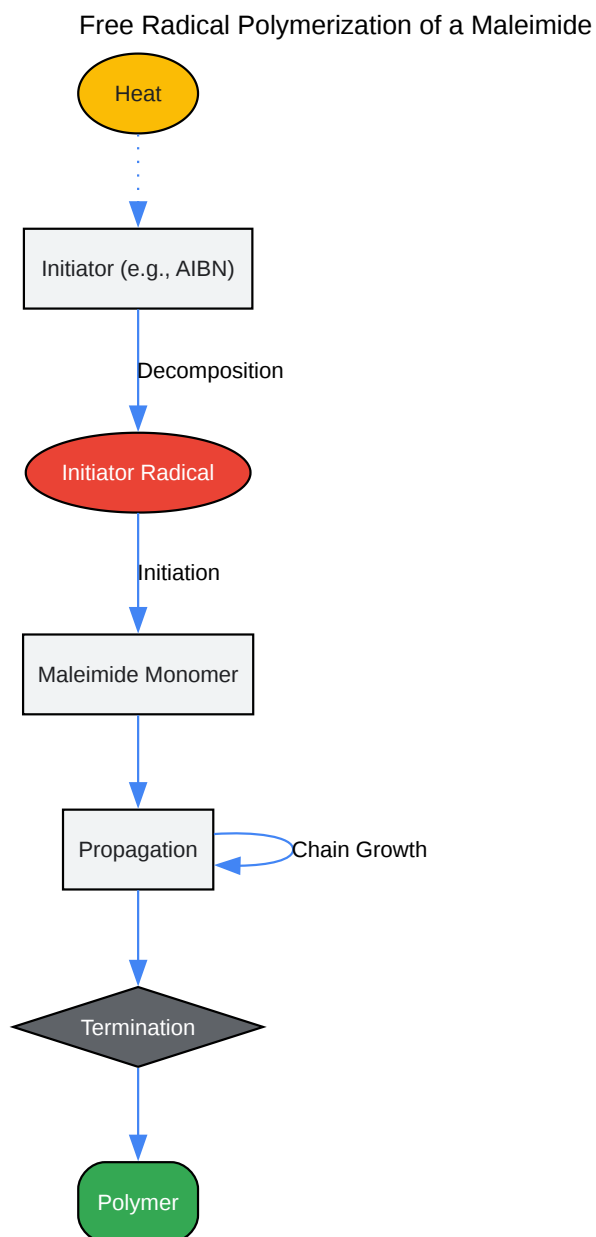 Free Radical Polymerization of a Maleimide
Heat
Initiator (e.g., AIBN)
Decomposition
Initiator Radical
Initiation
Maleimide Monomer
Propagation
Chain Growth
Termination
Polymer